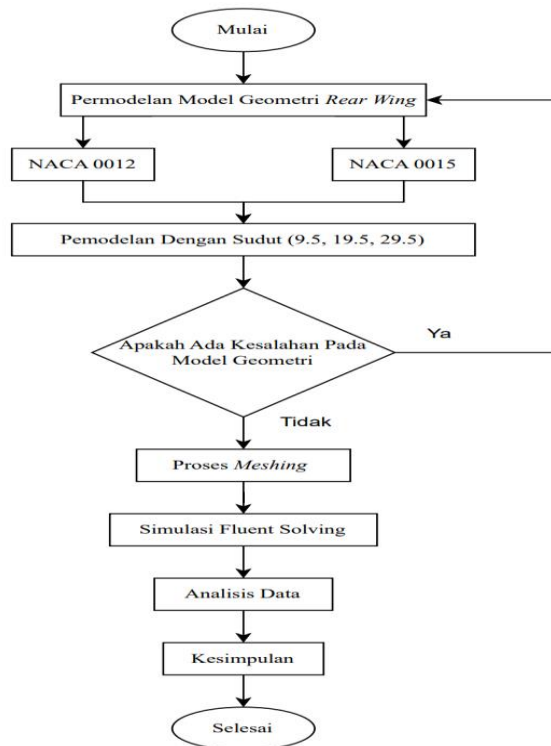 Mulai
Permodelan Model Geometri Rear Wing
NACA 0012
NACA 0015
Pemodelan Dengan Sudut (9.5, 19.5, 29.5)
Apakah Ada Kesalahan Pada
Model Geometri
Ya
Tidak
Proses Meshing
Simulasi Fluent Solving
Analisis Data
Kesimpulan
Selesai